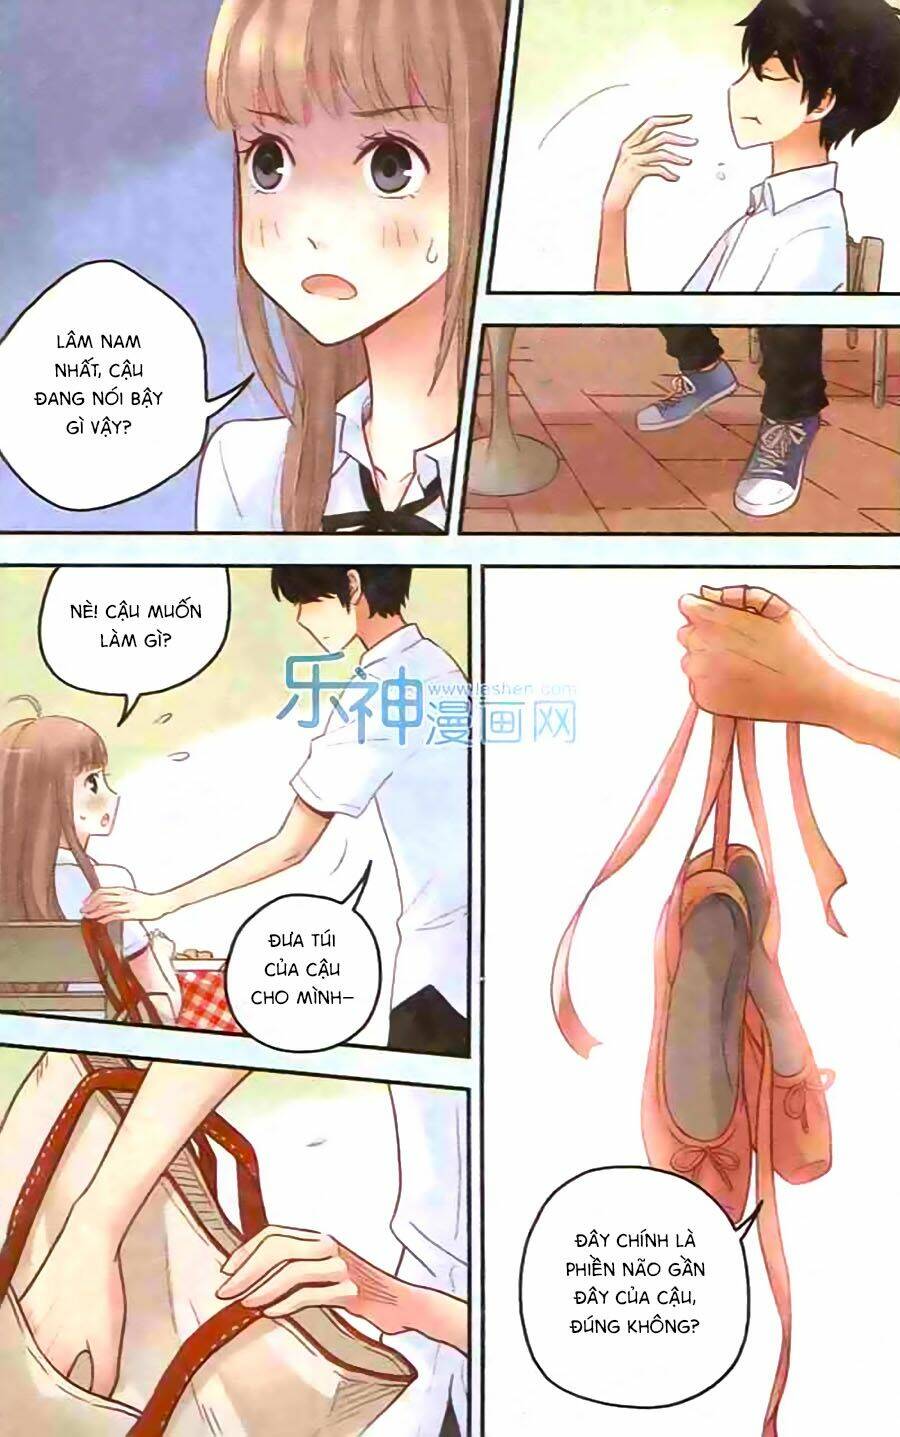 LÂM NAM
NHẤT, CẬU
ĐANG NÓI BẬY
GÌ VẬY?
NÈ! CẬU MUỐN
LÀM GÌ?
乐神
www.leshen.com
漫画网
ĐƯA TÚI
CỦA CẬU
CHO MÌNH–
ĐÂY CHÍNH LÀ
PHIỀN NÃO GẦN
ĐÂY CỦA CẬU,
ĐÚNG KHÔNG?